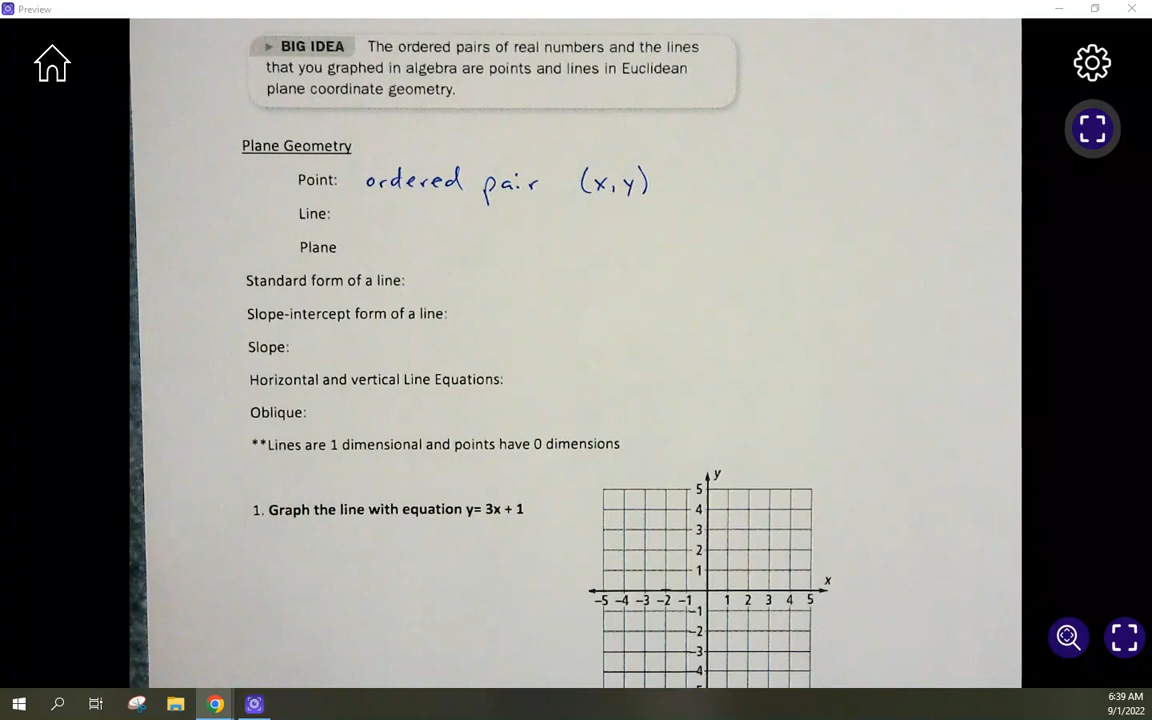 Preview
BIG IDEA The ordered pairs of real numbers and the lines
that you graphed in algebra are points and lines in Euclidean
plane coordinate geometry.
Plane Geometry
Point: ordered pair (x,y)
Line:
Plane
Standard form of a line:
Slope-intercept form of a line:
Slope:
Horizontal and vertical Line Equations:
Oblique:
**Lines are 1 dimensional and points have 0 dimensions
1. Graph the line with equation y= 3x + 1
y
5
4
3
2
1
x
-5 -4 -3 -2 -1 1 2 3 4 5
-1
-2
-3
-4
6:39 AM
9/1/2022